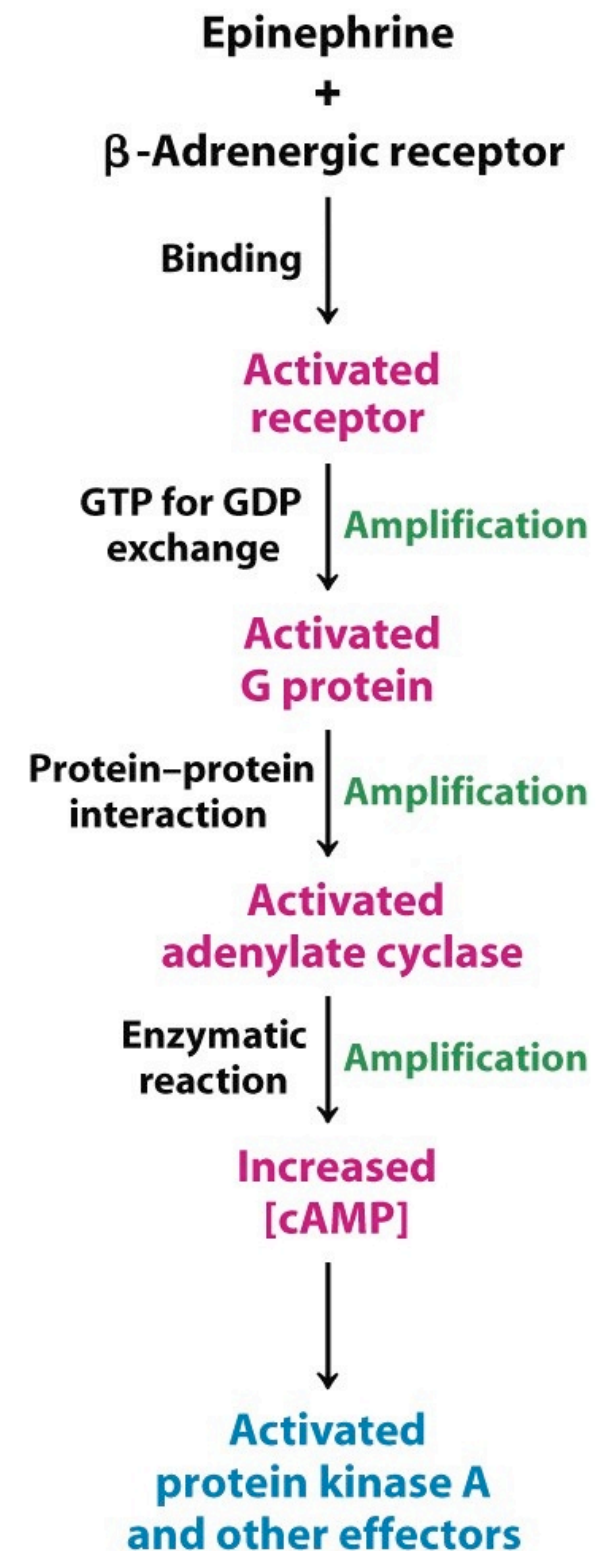 Epinephrine
+
β-Adrenergic receptor
Binding
Activated
receptor
GTP for GDP
exchange
Amplification
Activated
G protein
Protein–protein
interaction
Amplification
Activated
adenylate cyclase
Enzymatic
reaction
Amplification
Increased
[cAMP]
Activated
protein kinase A
and other effectors